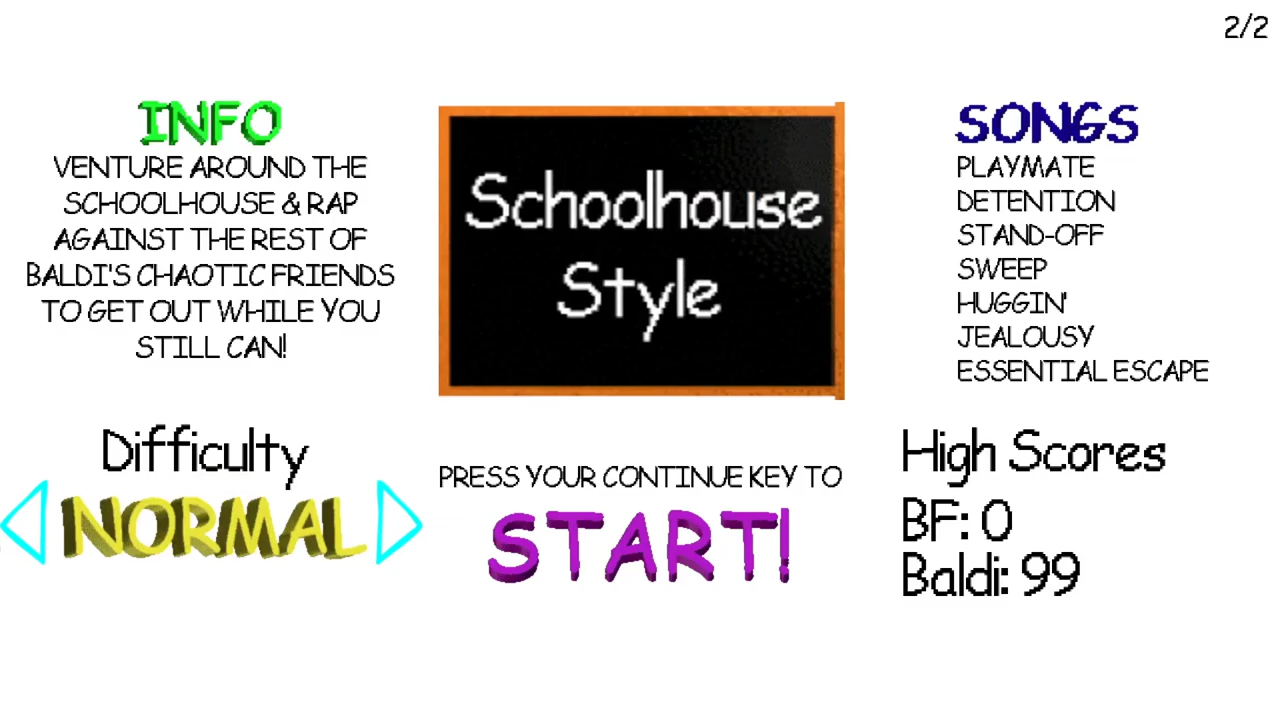 2/2
INFO
VENTURE AROUND THE
SCHOOLHOUSE & RAP
AGAINST THE REST OF
BALDI'S CHAOTIC FRIENDS
TO GET OUT WHILE YOU
STILL CAN!
Schoolhouse
Style
SONGS
PLAYMATE
DETENTION
STAND-OFF
SWEEP
HUGGIN'
JEALOUSY
ESSENTIAL ESCAPE
Difficulty
NORMAL
PRESS YOUR CONTINUE KEY TO
START!
High Scores
BF: 0
Baldi: 99